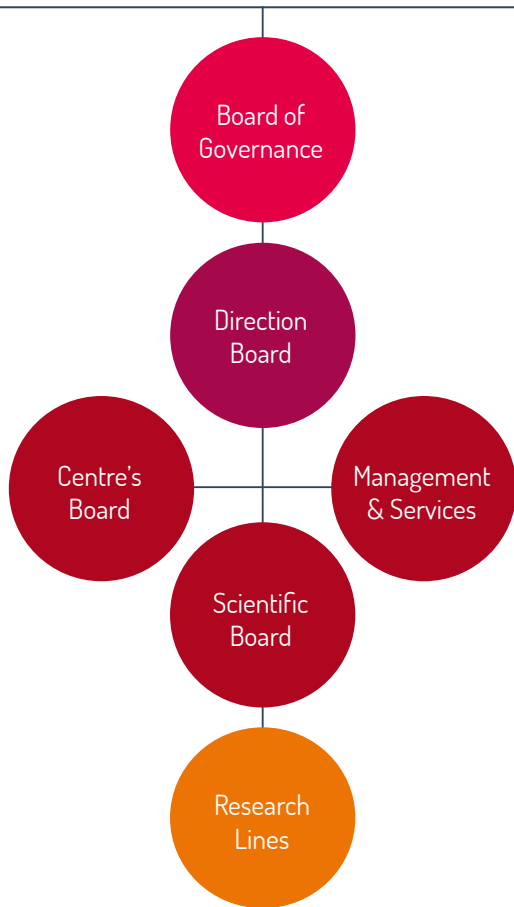 Board of
Governance
Direction
Board
Centre’s
Board
Management
& Services
Scientific
Board
Research
Lines